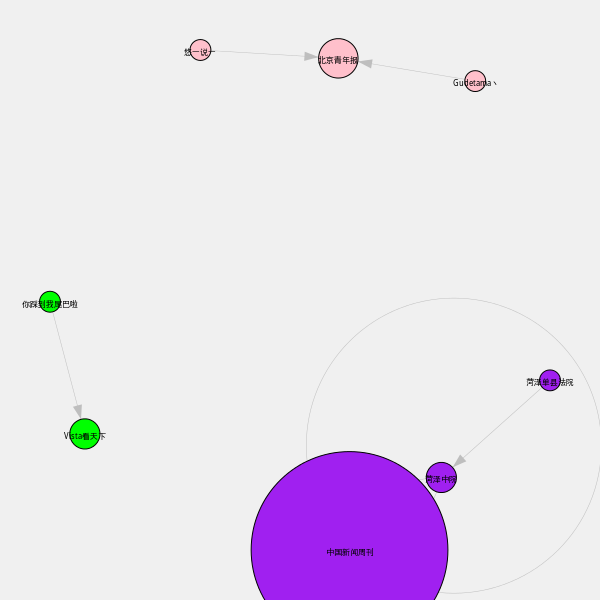 悠一说一
北京青年报
Gudetama丶
你踩到我尾巴啦
Vista看天下
菏泽单县法院
菏泽中院
中国新闻周刊